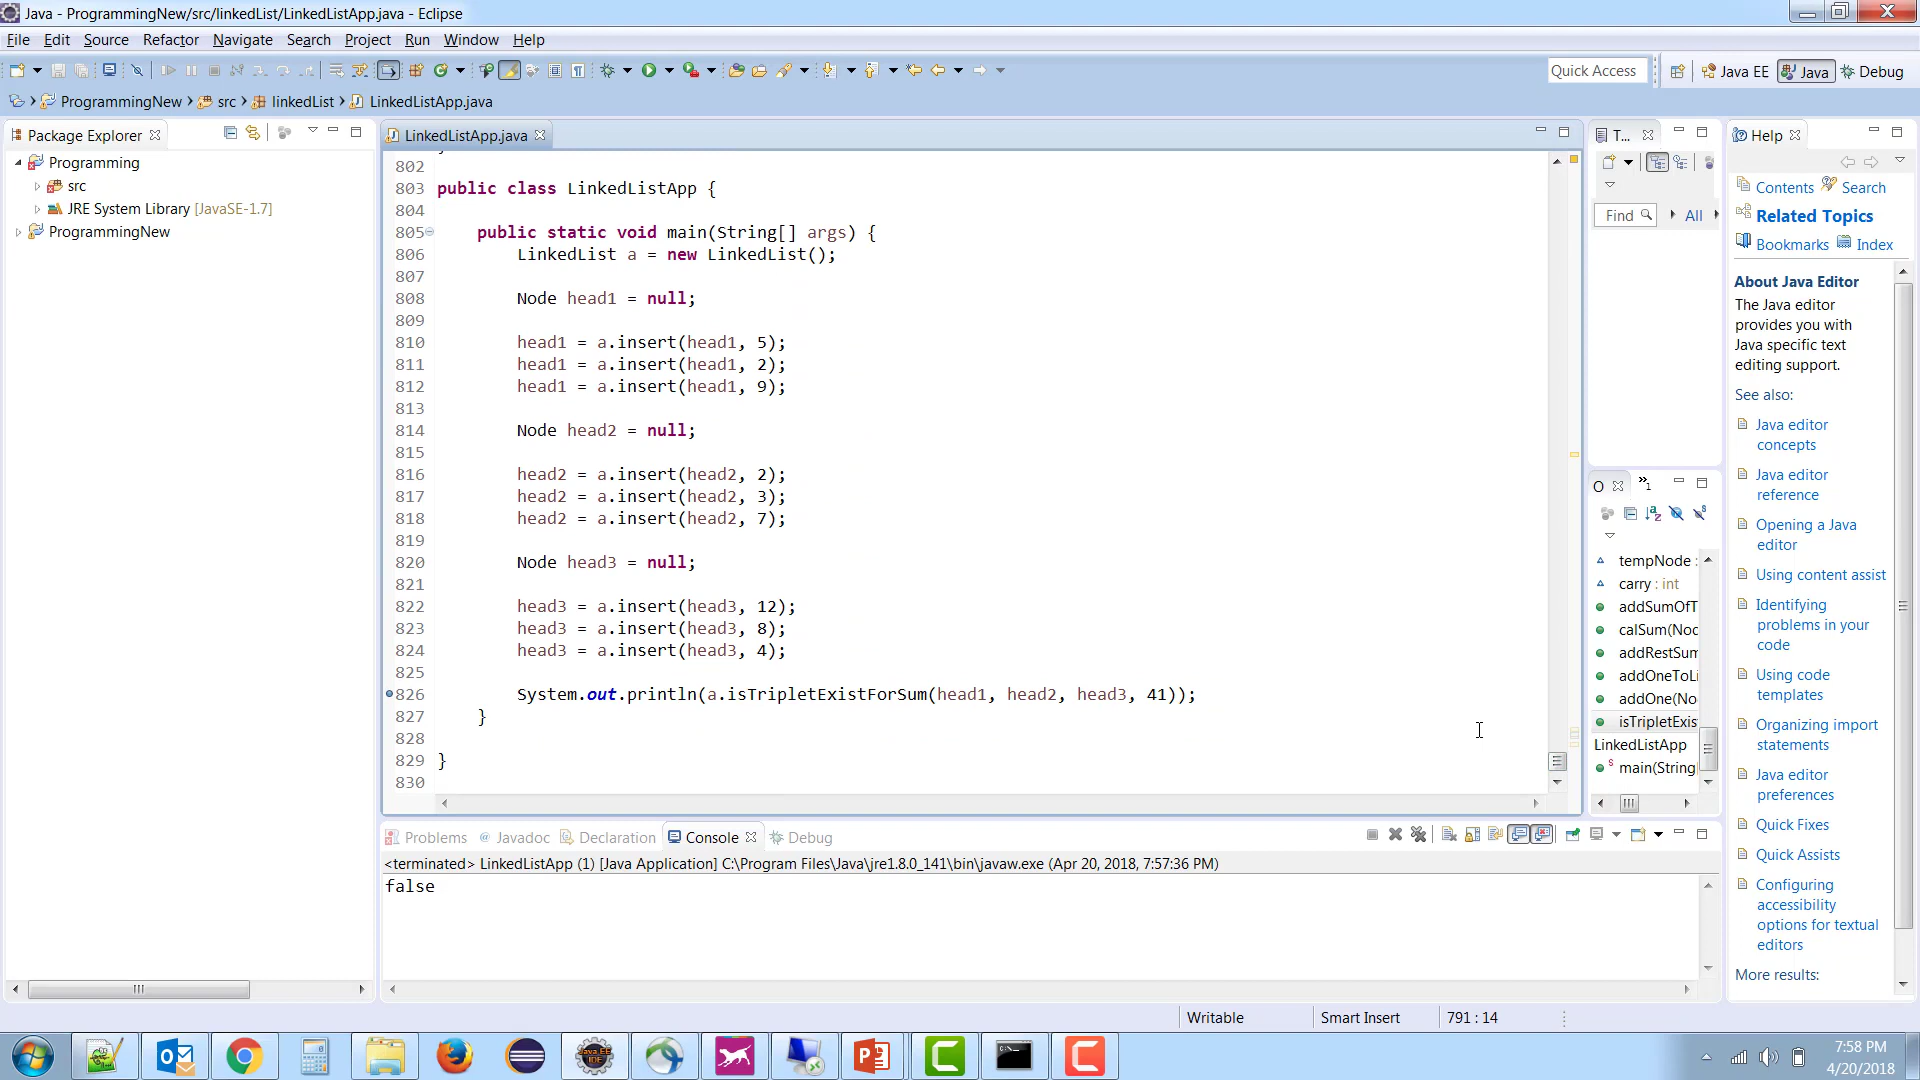 Java - ProgrammingNew/src/linkedList/LinkedListApp.java - Eclipse
File Edit Source Refactor Navigate Search Project Run Window Help
Quick Access Java EE Java Debug
ProgrammingNew src linkedList LinkedListApp.java
Package Explorer
Programming
src
JRE System Library [JavaSE-1.7]
ProgrammingNew
LinkedListApp.java
802
803 public class LinkedListApp {
804
805 public static void main(String[] args) {
806 LinkedList a = new LinkedList();
807
808 Node head1 = null;
809
810 head1 = a.insert(head1, 5);
811 head1 = a.insert(head1, 2);
812 head1 = a.insert(head1, 9);
813
814 Node head2 = null;
815
816 head2 = a.insert(head2, 2);
817 head2 = a.insert(head2, 3);
818 head2 = a.insert(head2, 7);
819
820 Node head3 = null;
821
822 head3 = a.insert(head3, 12);
823 head3 = a.insert(head3, 8);
824 head3 = a.insert(head3, 4);
825
826 System.out.println(a.isTripletExistForSum(head1, head2, head3, 41));
827 }
828
829 }
830
T...
Find All
O
tempNode :
carry : int
addSumOfT
calSum(Noc
addRestSum
addOneToLi
addOne(No
isTripletExis
LinkedListApp
main(String
Help
Contents Search
Related Topics
Bookmarks Index
About Java Editor
The Java editor
provides you with
Java specific text
editing support.
See also:
Java editor
concepts
Java editor
reference
Opening a Java
editor
Using content assist
Identifying
problems in your
code
Using code
templates
Organizing import
statements
Java editor
preferences
Quick Fixes
Quick Assists
Configuring
accessibility
options for textual
editors
More results:
Problems Javadoc Declaration Console Debug
<terminated> LinkedListApp (1) [Java Application] C:\Program Files\Java\jre1.8.0_141\bin\javaw.exe (Apr 20, 2018, 7:57:36 PM)
false
Writable Smart Insert 791 : 14
7:58 PM
4/20/2018